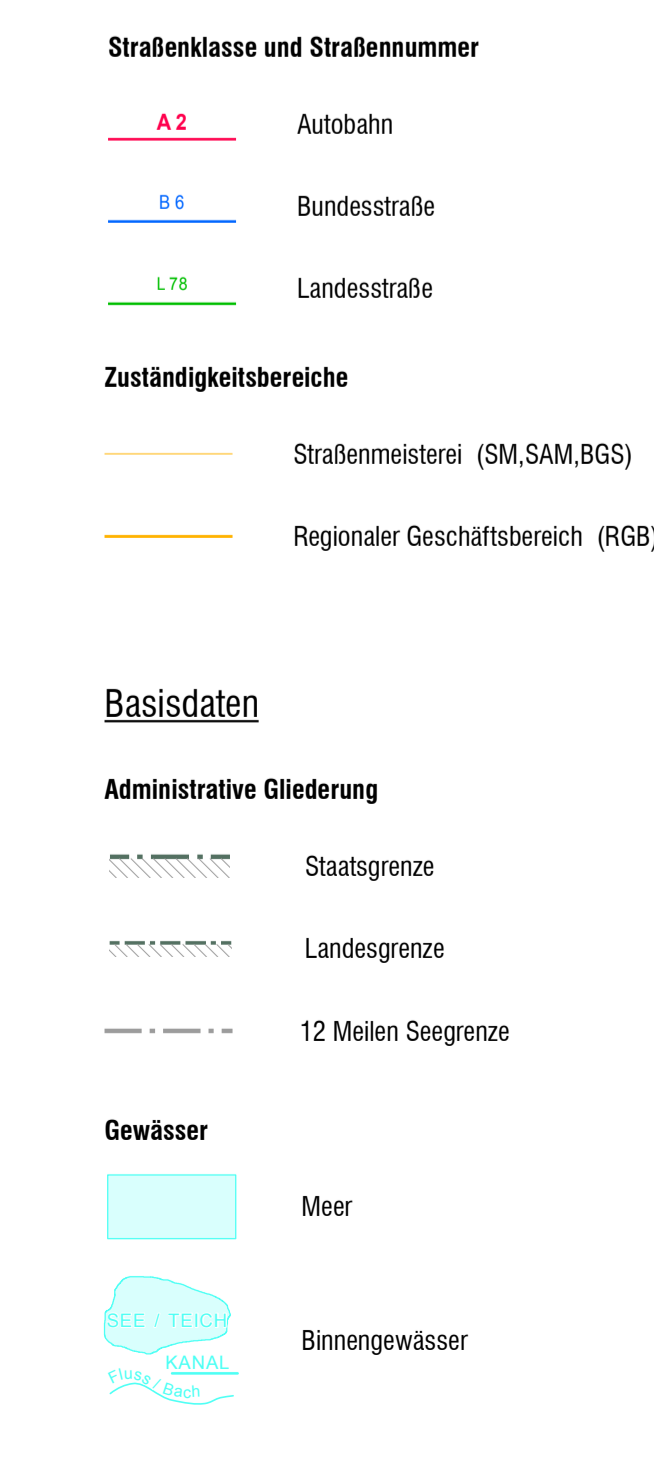 Straßenklasse und Straßennummer
A 2 Autobahn
B 6 Bundesstraße
L 78 Landesstraße
Zuständigkeitsbereiche
Straßenmeisterei (SM,SAM,BGS)
Regionaler Geschäftsbereich (RGB)
Basisdaten
Administrative Gliederung
Staatsgrenze
Landesgrenze
12 Meilen Seegrenze
Gewässer
Meer
SEE / TEICH
Binnengewässer
KANAL
Fluss / Bach